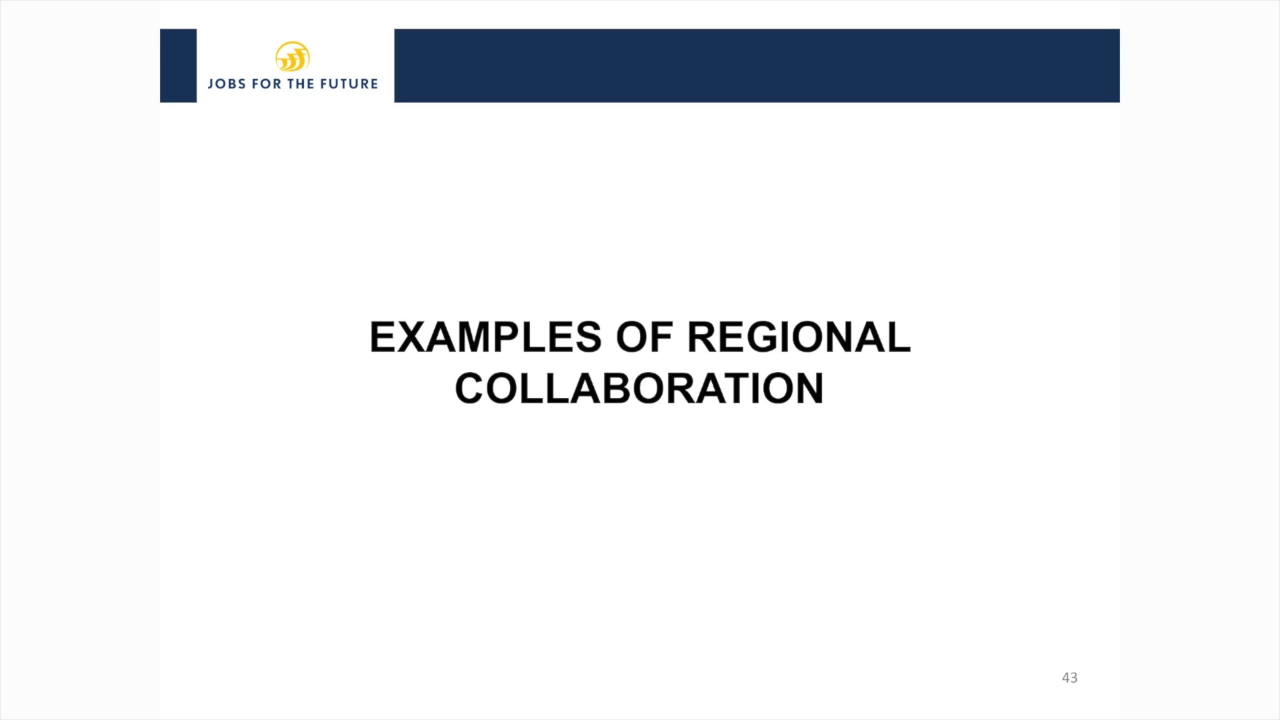 JOBS FOR THE FUTURE
EXAMPLES OF REGIONAL
COLLABORATION
43